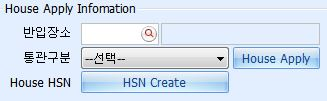 House Apply Infomation
반입장소
통관구분 --선택-- House Apply
House HSN HSN Create